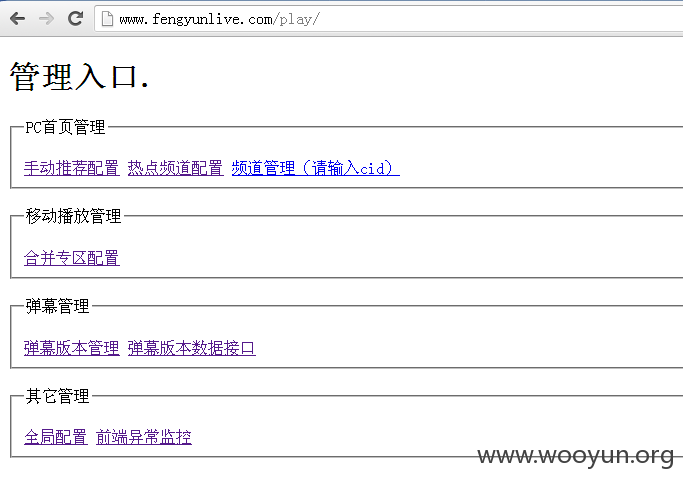 www.fengyunlive.com/play/
管理入口.
PC首页管理
手动推荐配置 热点频道配置 频道管理（请输入cid）
移动播放管理
合并专区配置
弹幕管理
弹幕版本管理 弹幕版本数据接口
其它管理
全局配置 前端异常监控
www.wooyun.org